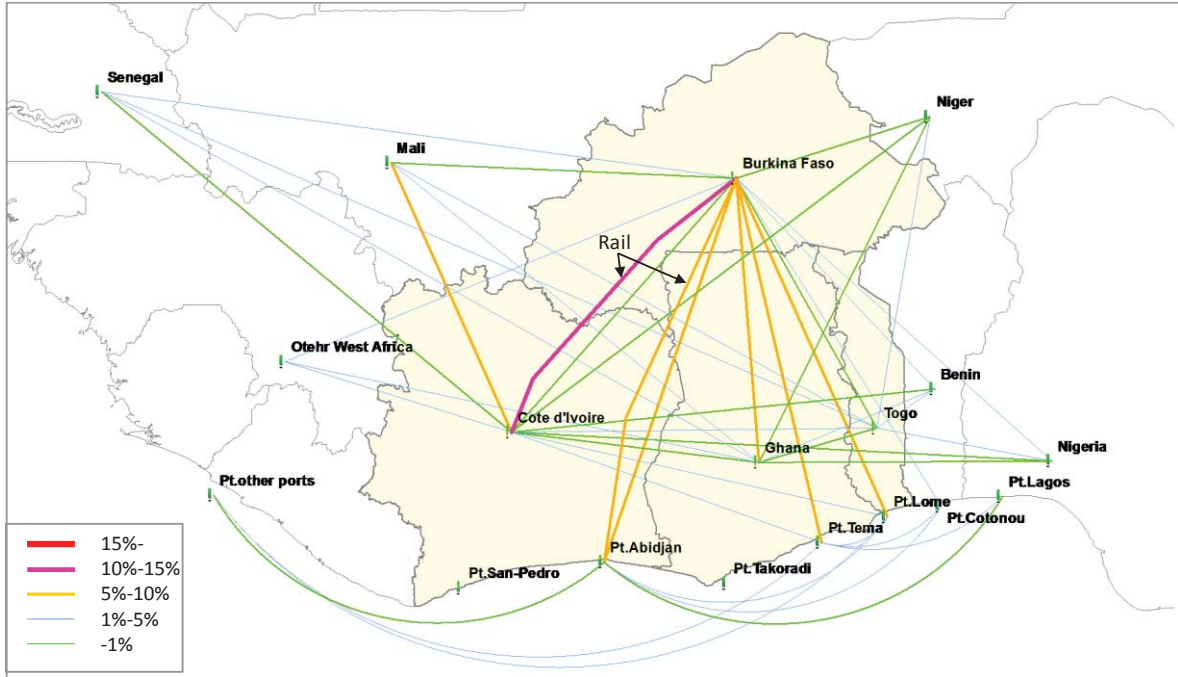 Senegal
Niger
Mali
Burkina Faso
Rail
Otehr West Africa
Benin
Cote d'Ivoire
Togo
Ghana
Nigeria
Pt.other ports
Pt.Lagos
Pt.Lome
Pt.Cotonou
Pt.Tema
Pt.Abidjan
Pt.San-Pedro
Pt.Takoradi
15%-
10%-15%
5%-10%
1%-5%
-1%